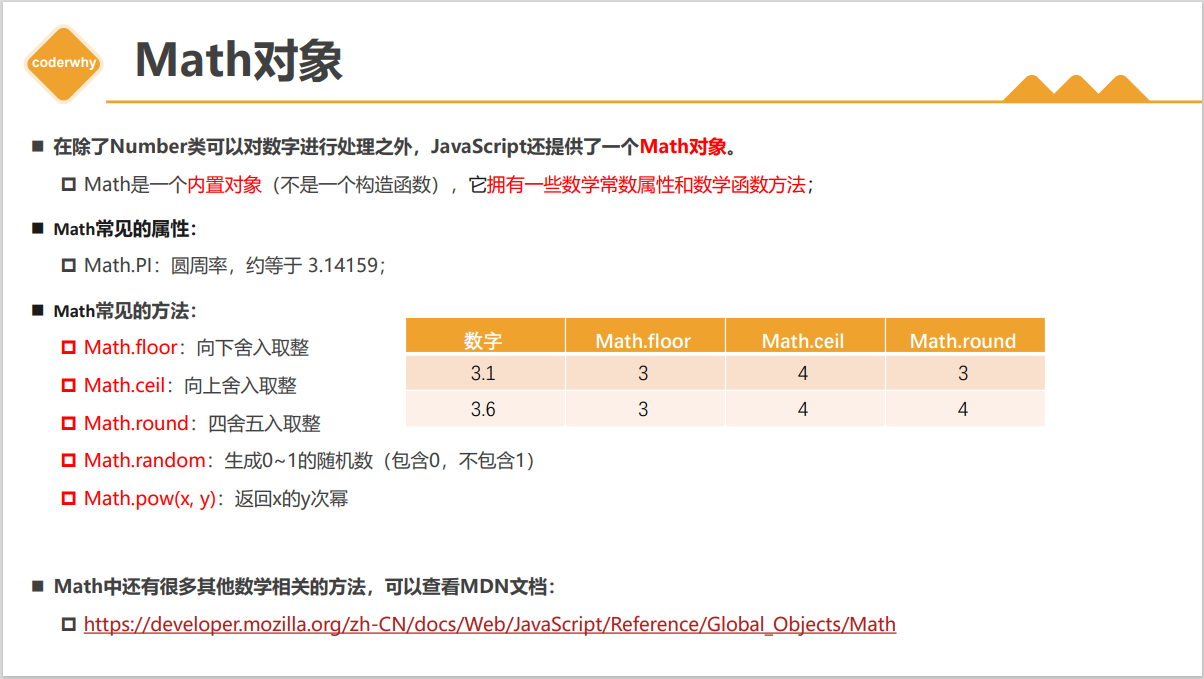 coderwhy
Math对象
在除了Number类可以对数字进行处理之外，JavaScript还提供了一个Math对象。
Math是一个内置对象（不是一个构造函数），它拥有一些数学常数属性和数学函数方法；
Math常见的属性：
Math.PI：圆周率，约等于 3.14159；
Math常见的方法：
Math.floor：向下舍入取整
Math.ceil：向上舍入取整
Math.round：四舍五入取整
Math.random：生成0~1的随机数（包含0，不包含1）
Math.pow(x, y)：返回x的y次幂
数字 Math.floor Math.ceil Math.round
3.1 3 4 3
3.6 3 4 4
Math中还有很多其他数学相关的方法，可以查看MDN文档：
https://developer.mozilla.org/zh-CN/docs/Web/JavaScript/Reference/Global_Objects/Math